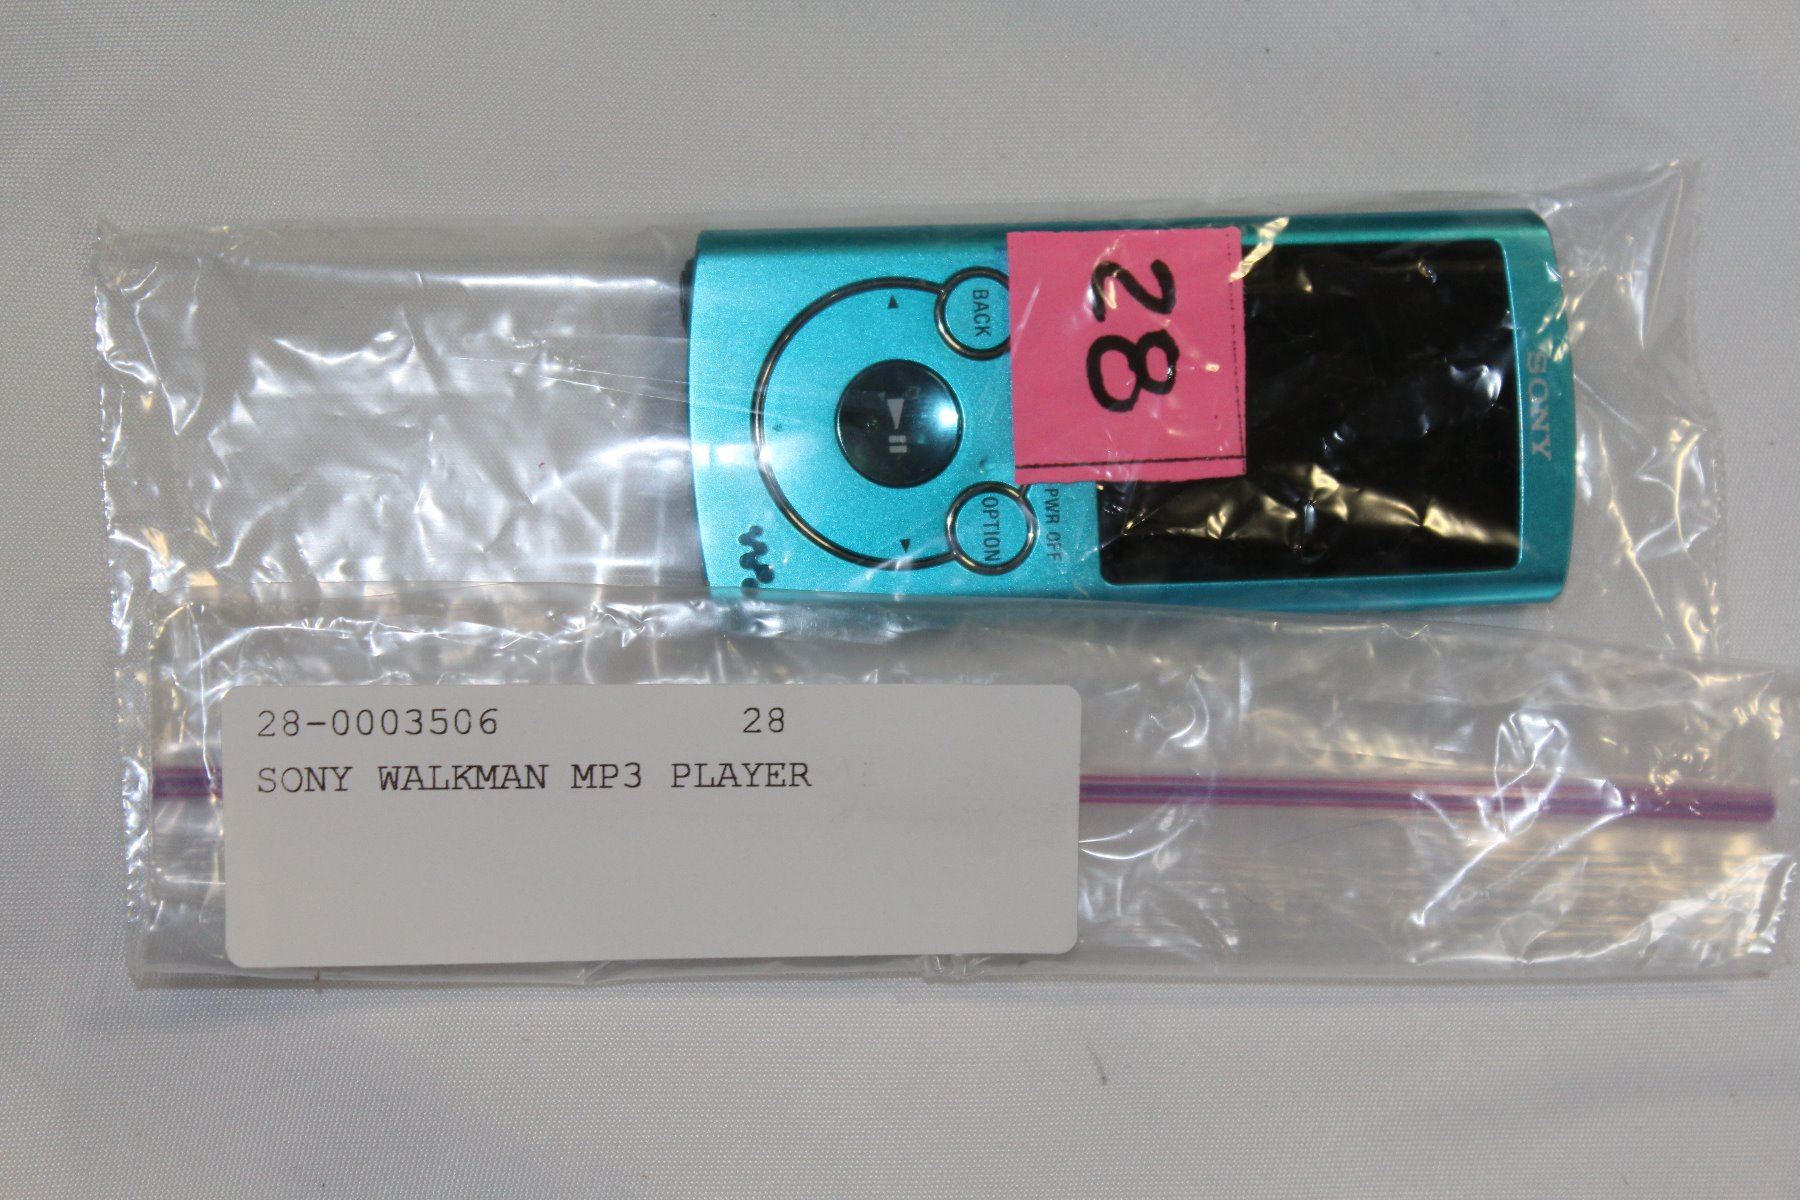 BACK
28
SONY
OPTION
PWR OFF
28-0003506 28
SONY WALKMAN MP3 PLAYER